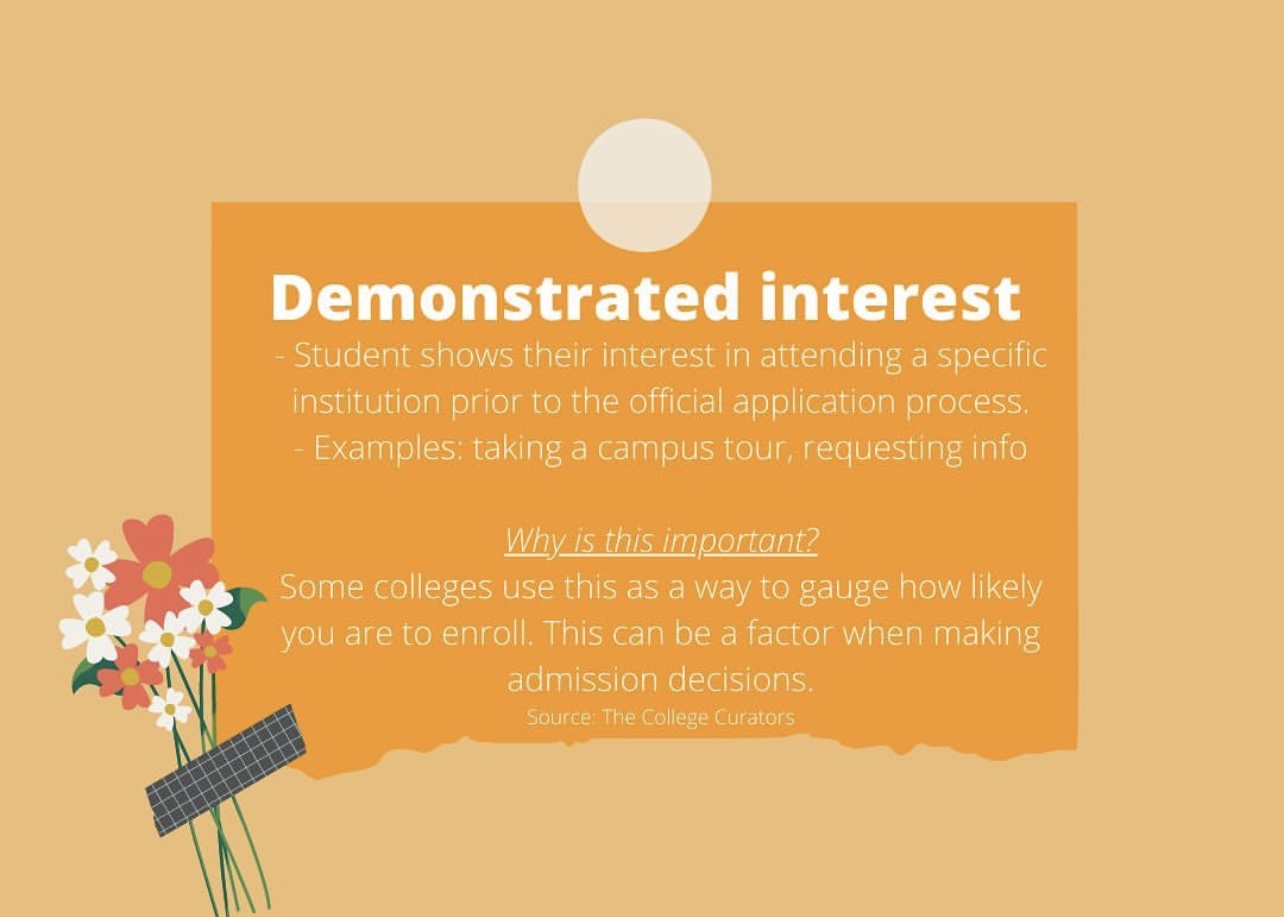 Demonstrated interest
- Student shows their interest in attending a specific
institution prior to the official application process.
- Examples: taking a campus tour, requesting info
Why is this important?
Some colleges use this as a way to gauge how likely
you are to enroll. This can be a factor when making
admission decisions.
Source: The College Curators